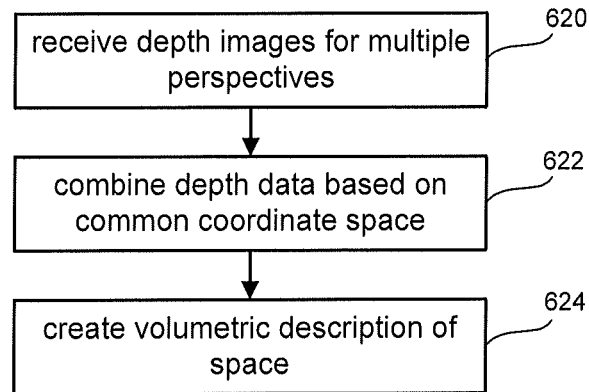 receive depth images for multiple
perspectives
620
combine depth data based on
common coordinate space
622
create volumetric description of
space
624